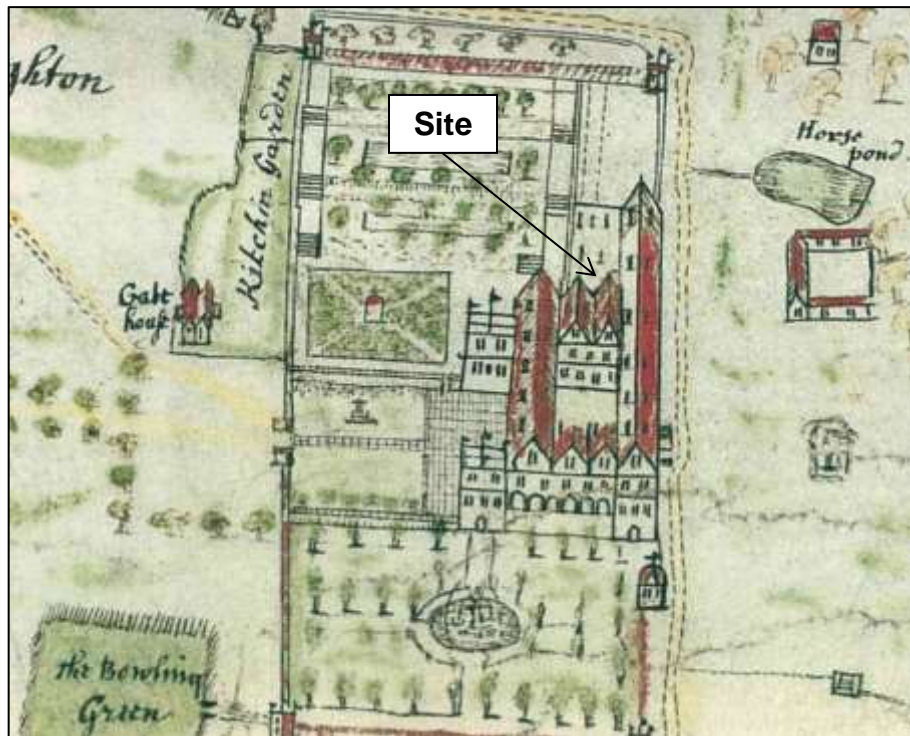 ghton
Site
Kitchin Garden
Horse
pond
Gate
house
the Bowling
Green